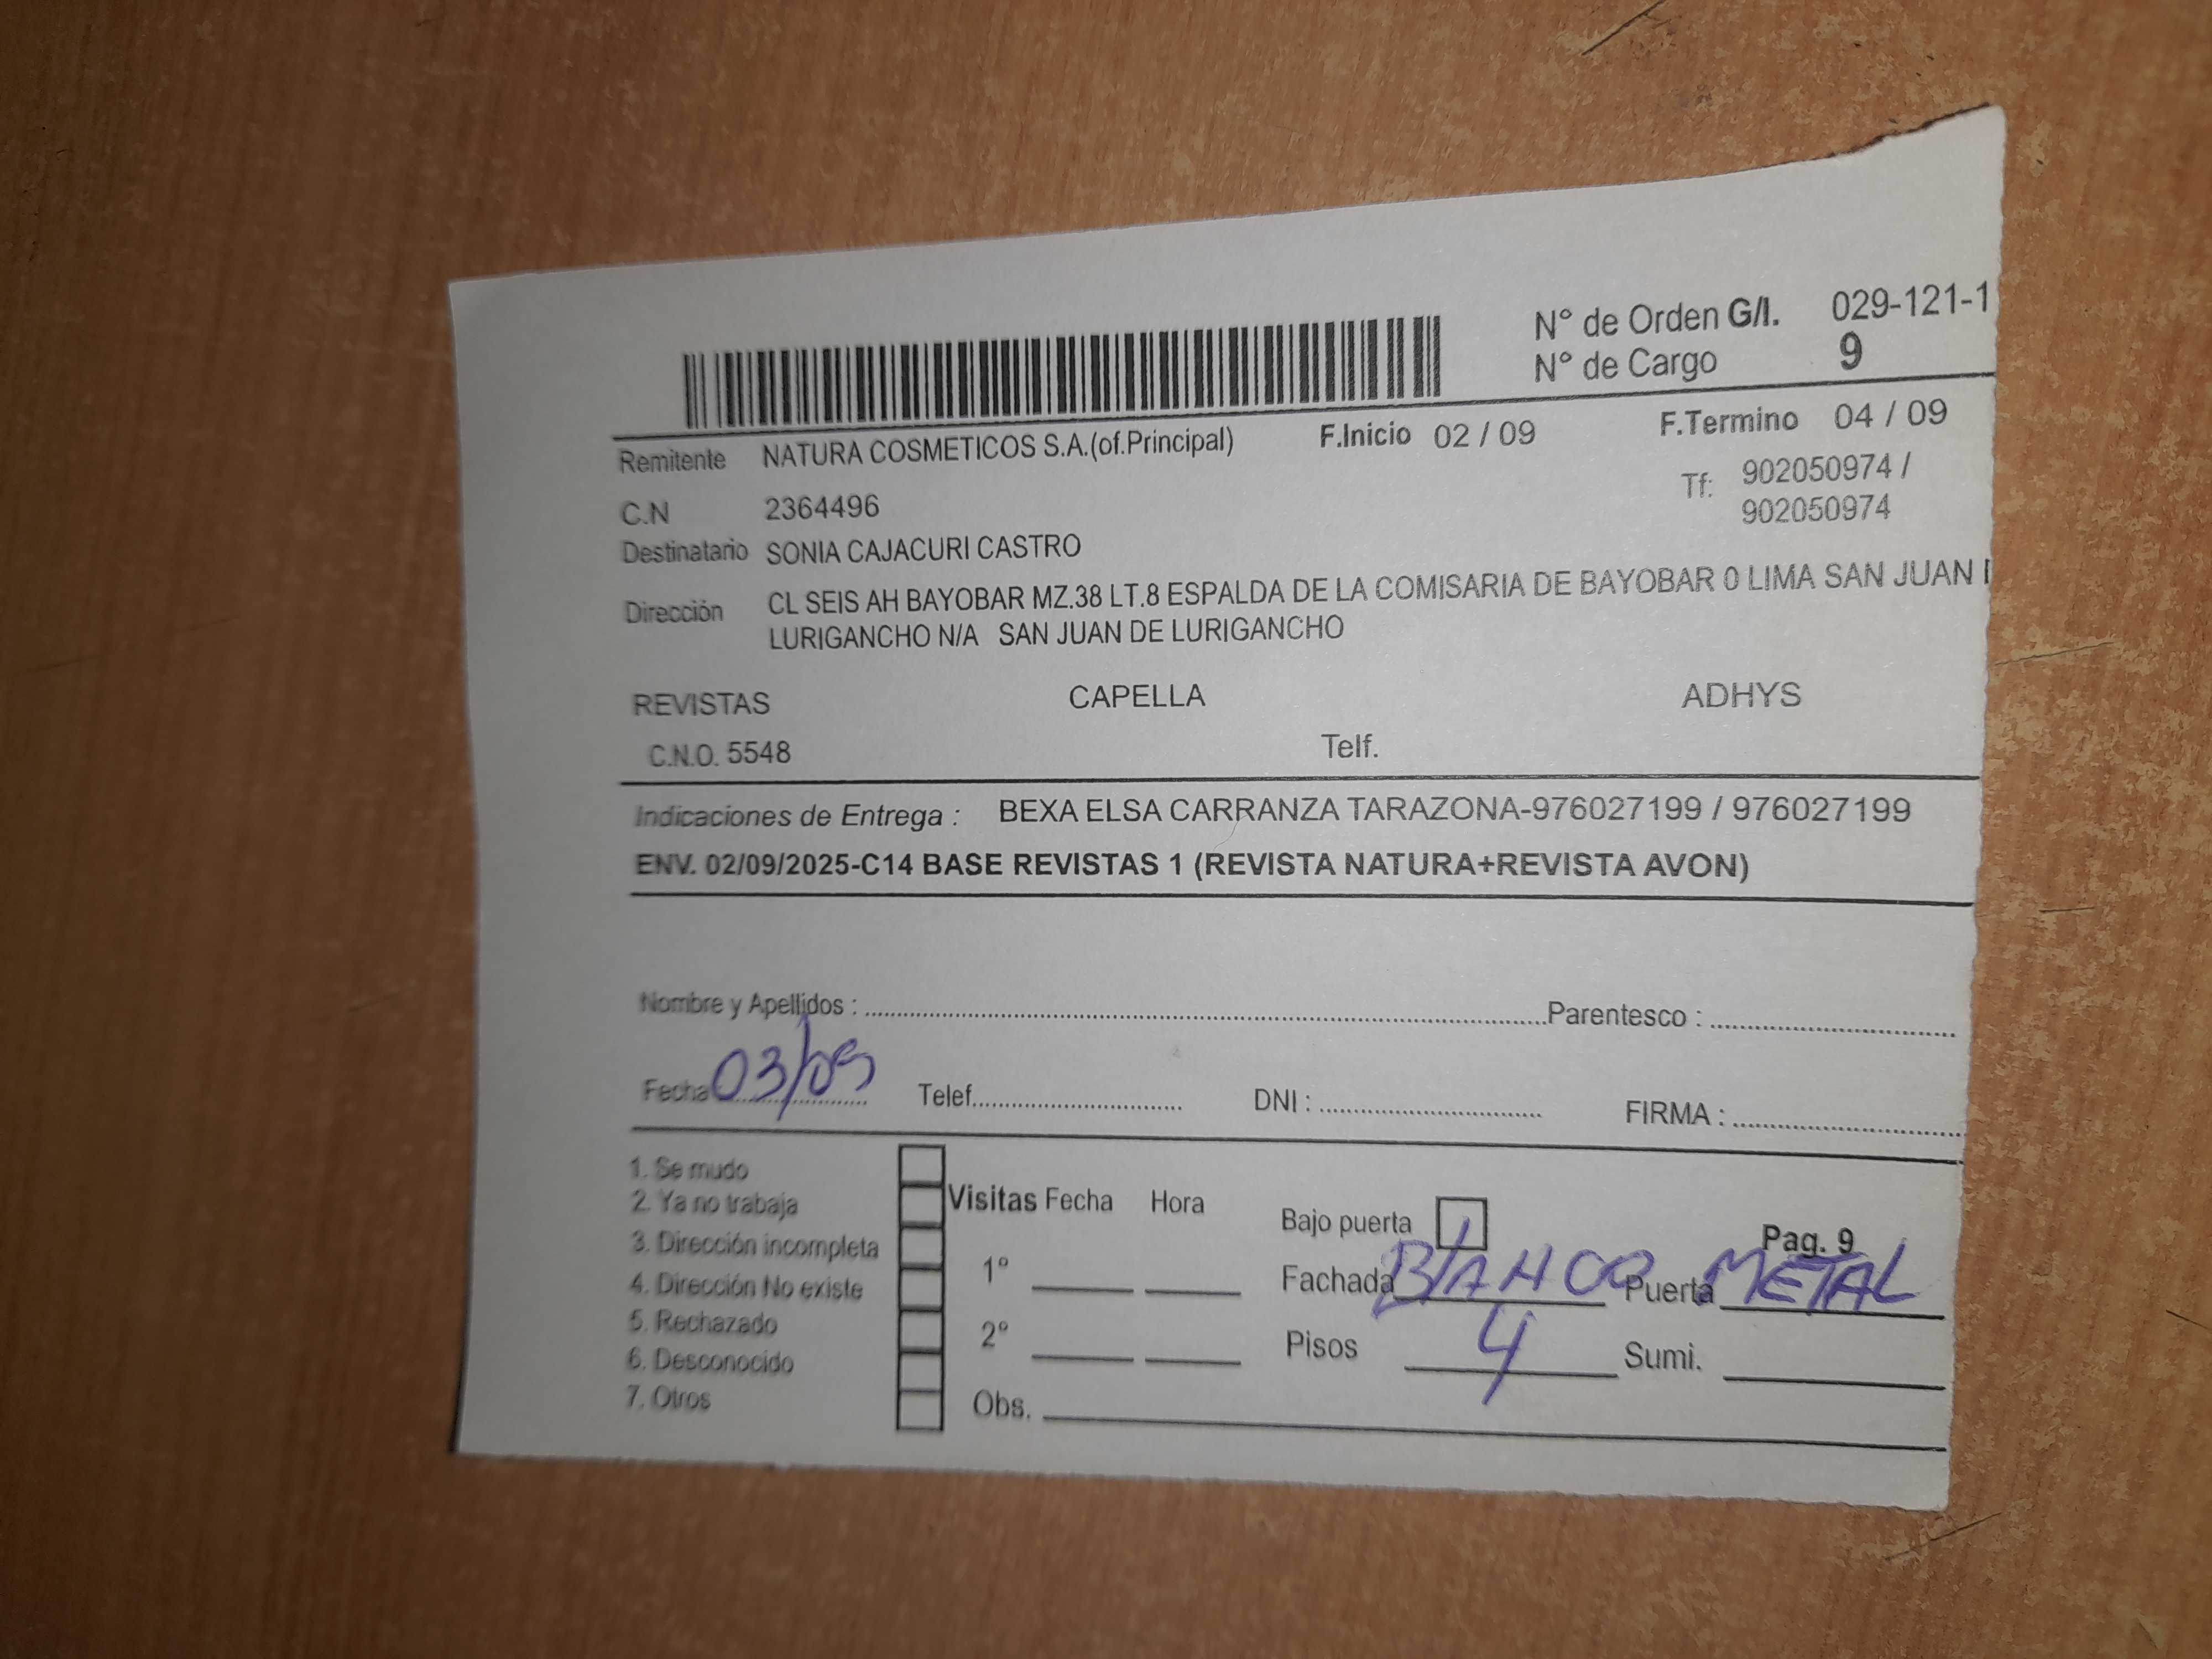 N° de Orden G/I. 029-121-1
N° de Cargo 9
Remitente NATURA COSMETICOS S.A.(of.Principal) F.Inicio 02 / 09 F.Termino 04 / 09
C.N 2364496 Tf: 902050974 /
902050974
Destinatario SONIA CAJACURI CASTRO
Dirección CL SEIS AH BAYOBAR MZ.38 LT.8 ESPALDA DE LA COMISARIA DE BAYOBAR 0 LIMA SAN JUAN
LURIGANCHO N/A SAN JUAN DE LURIGANCHO
REVISTAS CAPELLA ADHYS
C.N.O. 5548 Telf.
Indicaciones de Entrega : BEXA ELSA CARRANZA TARAZONA-976027199 / 976027199
ENV. 02/09/2025-C14 BASE REVISTAS 1 (REVISTA NATURA+REVISTA AVON)
Nombre y Apellidos : Parentesco :
Fecha 03/09 Telef. DNI : FIRMA :
1. Se mudo
2. Ya no trabaja
3. Dirección incompleta
4. Dirección No existe
5. Rechazado
6. Desconocido
7. Otros
Visitas Fecha Hora
1°
2°
Obs.
Bajo puerta Pag. 9
Fachada BLANCO Puerta METAL
Pisos 4 Sumi.